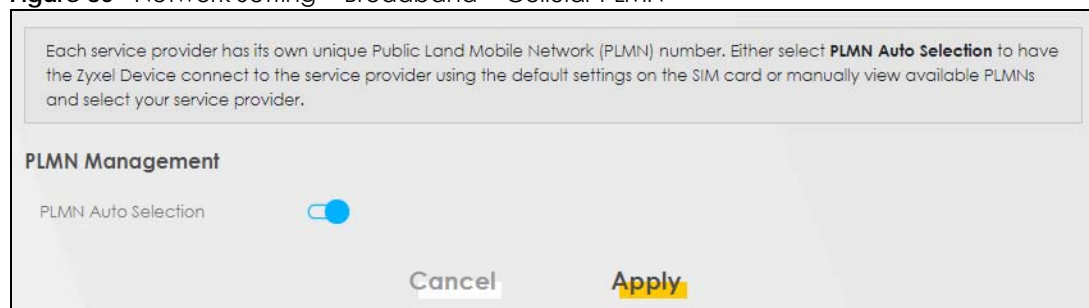 Each service provider has its own unique Public Land Mobile Network (PLMN) number. Either select PLMN Auto Selection to have
the Zyxel Device connect to the service provider using the default settings on the SIM card or manually view available PLMNs
and select your service provider.
PLMN Management
PLMN Auto Selection
Cancel
Apply